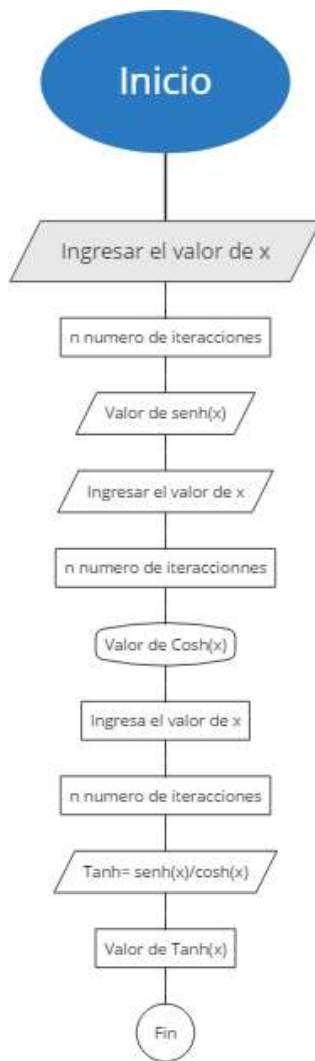 Inicio
Ingresar el valor de x
n numero de iteracciones
Valor de senh(x)
Ingresar el valor de x
n numero de iteraccionnes
Valor de Cosh(x)
Ingresa el valor de x
n numero de iteracciones
Tanh= senh(x)/cosh(x)
Valor de Tanh(x)
Fin